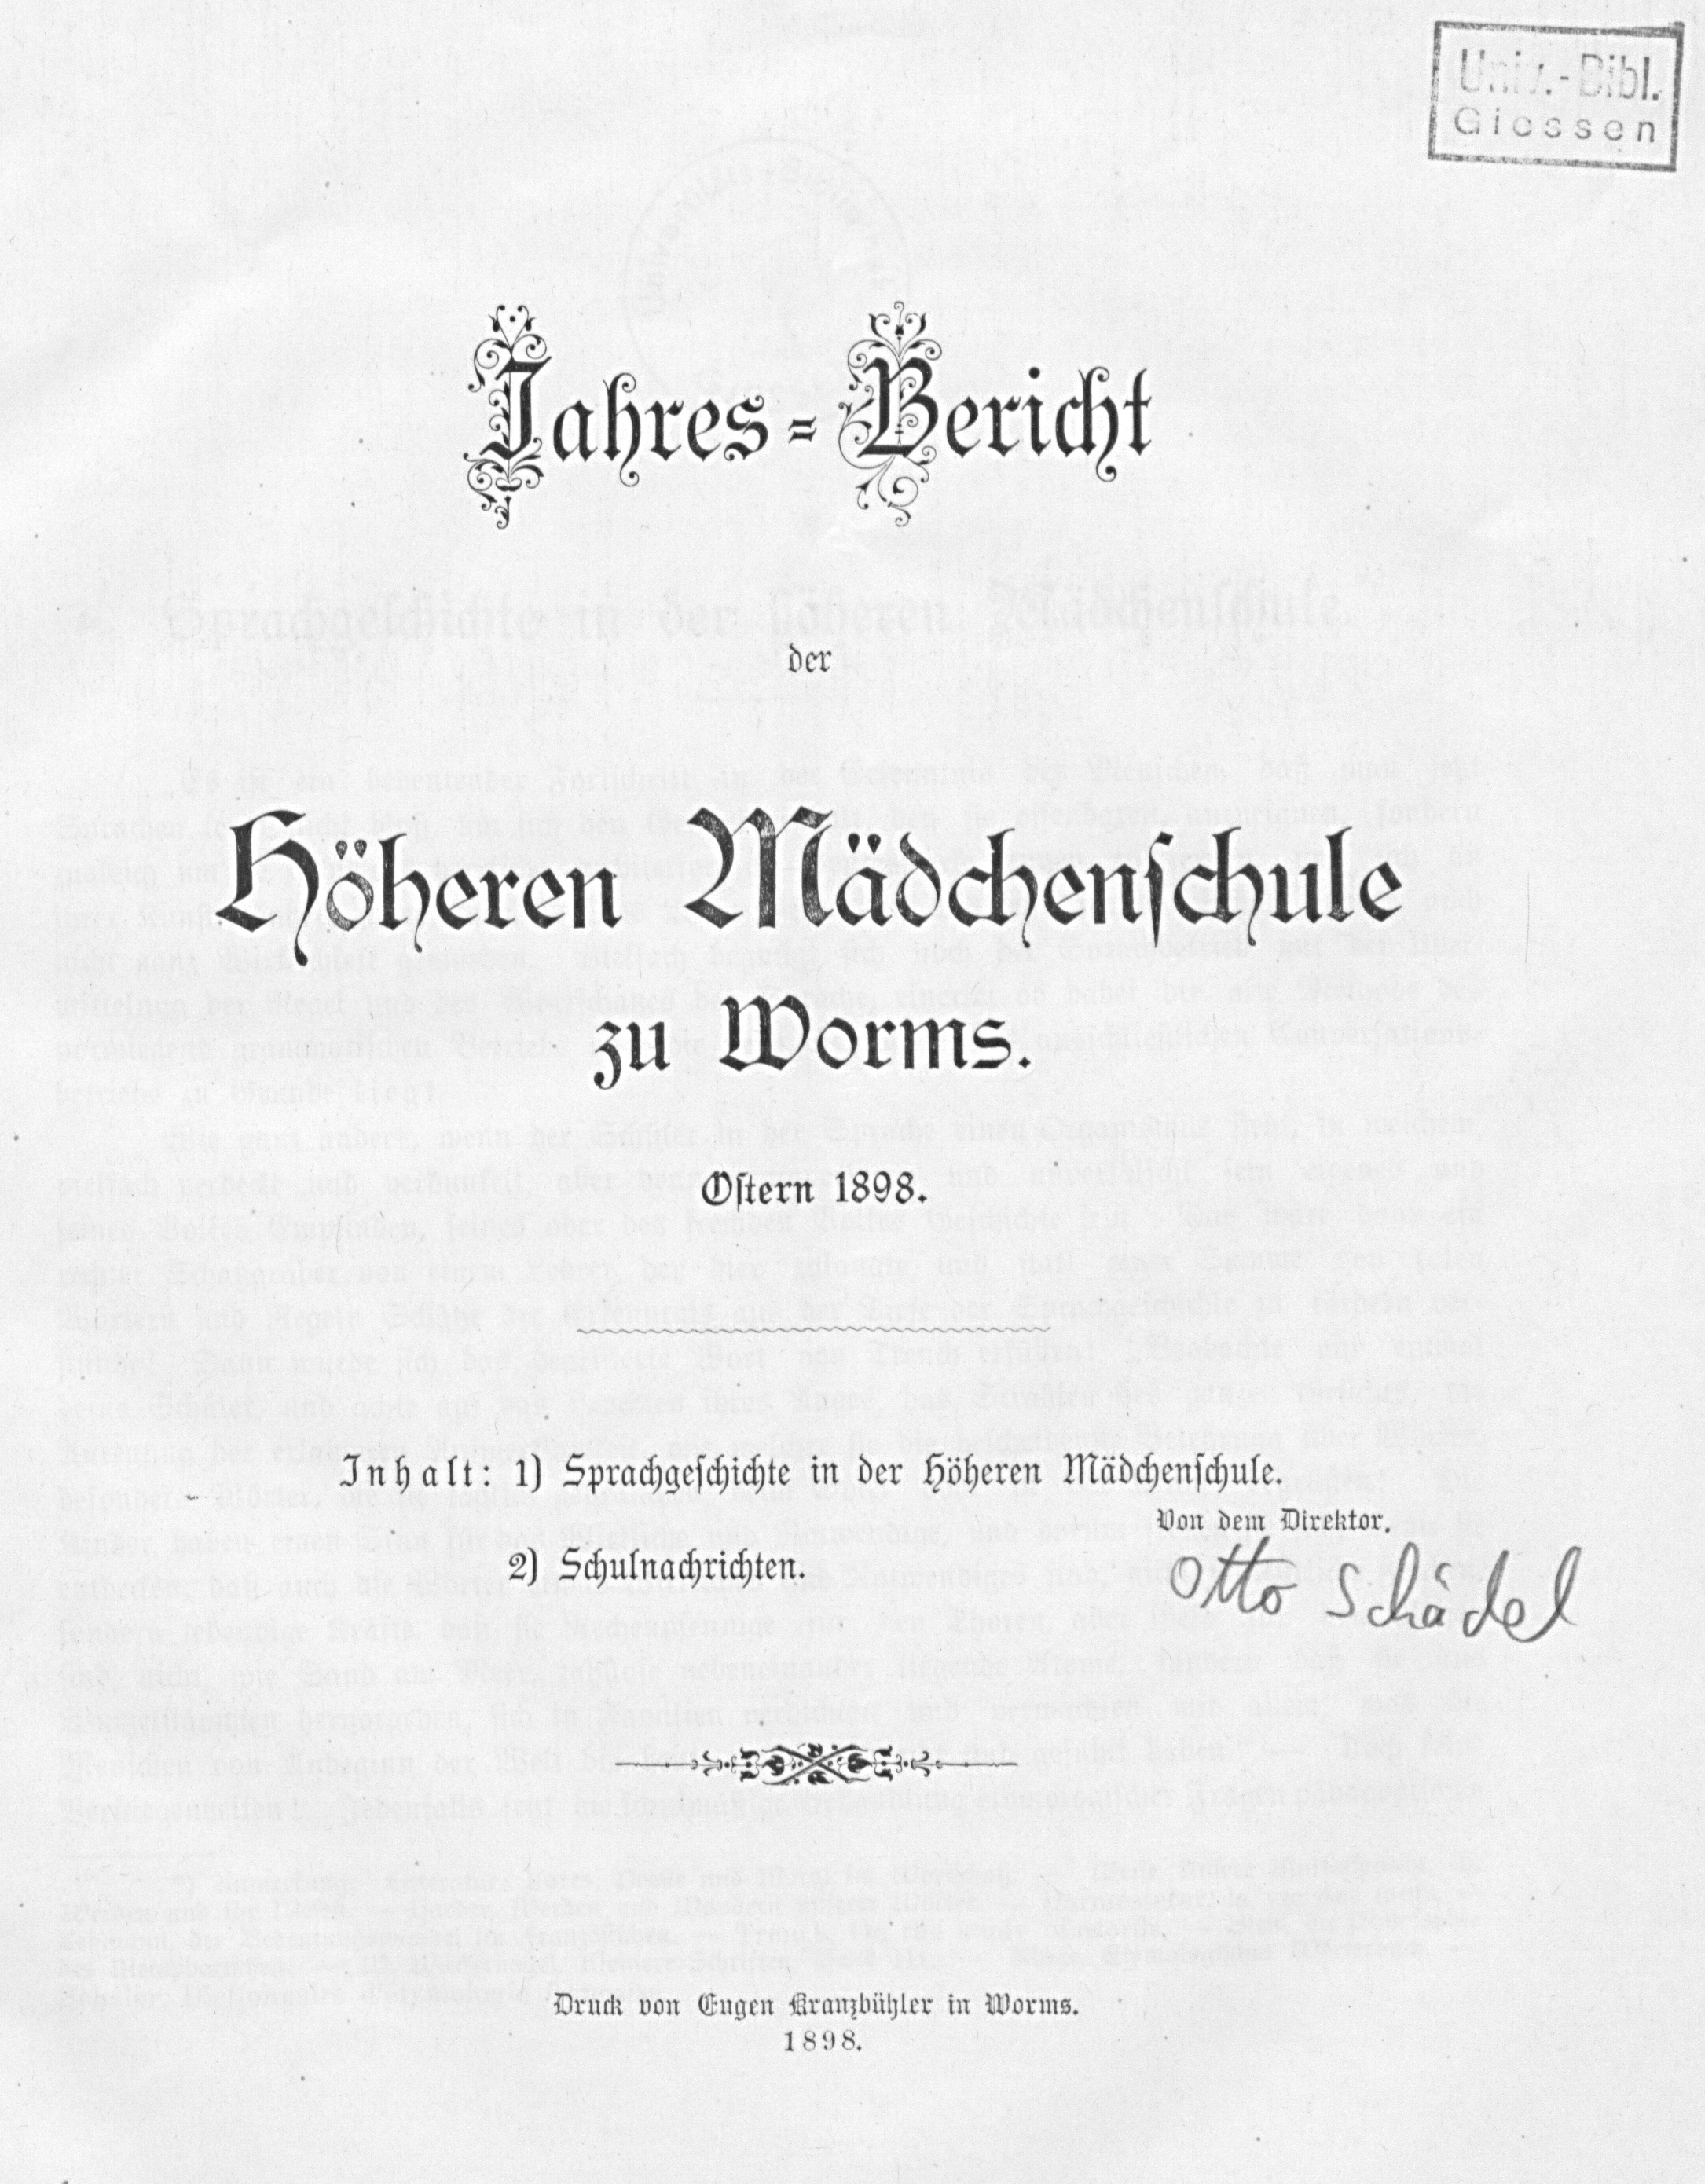 Univ.-Bibl.
Giessen
Jahres-Bericht
der
Höheren Mädchenschule
zu Worms.
Ostern 1898.
Inhalt: 1) Sprachgeschichte in der Höheren Mädchenschule.
Von dem Direktor.
Otto Schädel
2) Schulnachrichten.
Druck von Eugen Kranzbühler in Worms.
1898.